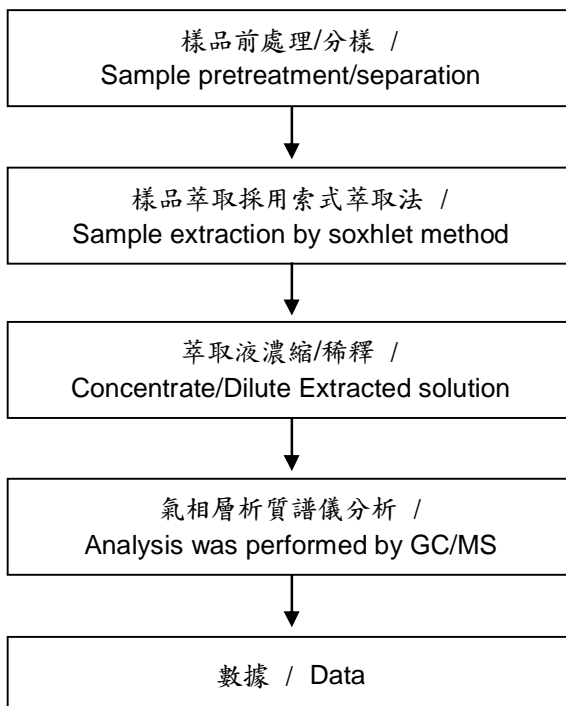 樣品前處理/分樣 /
Sample pretreatment/separation
樣品萃取採用索式萃取法 /
Sample extraction by soxhlet method
萃取液濃縮/稀釋 /
Concentrate/Dilute Extracted solution
氣相層析質譜儀分析 /
Analysis was performed by GC/MS
數據 / Data